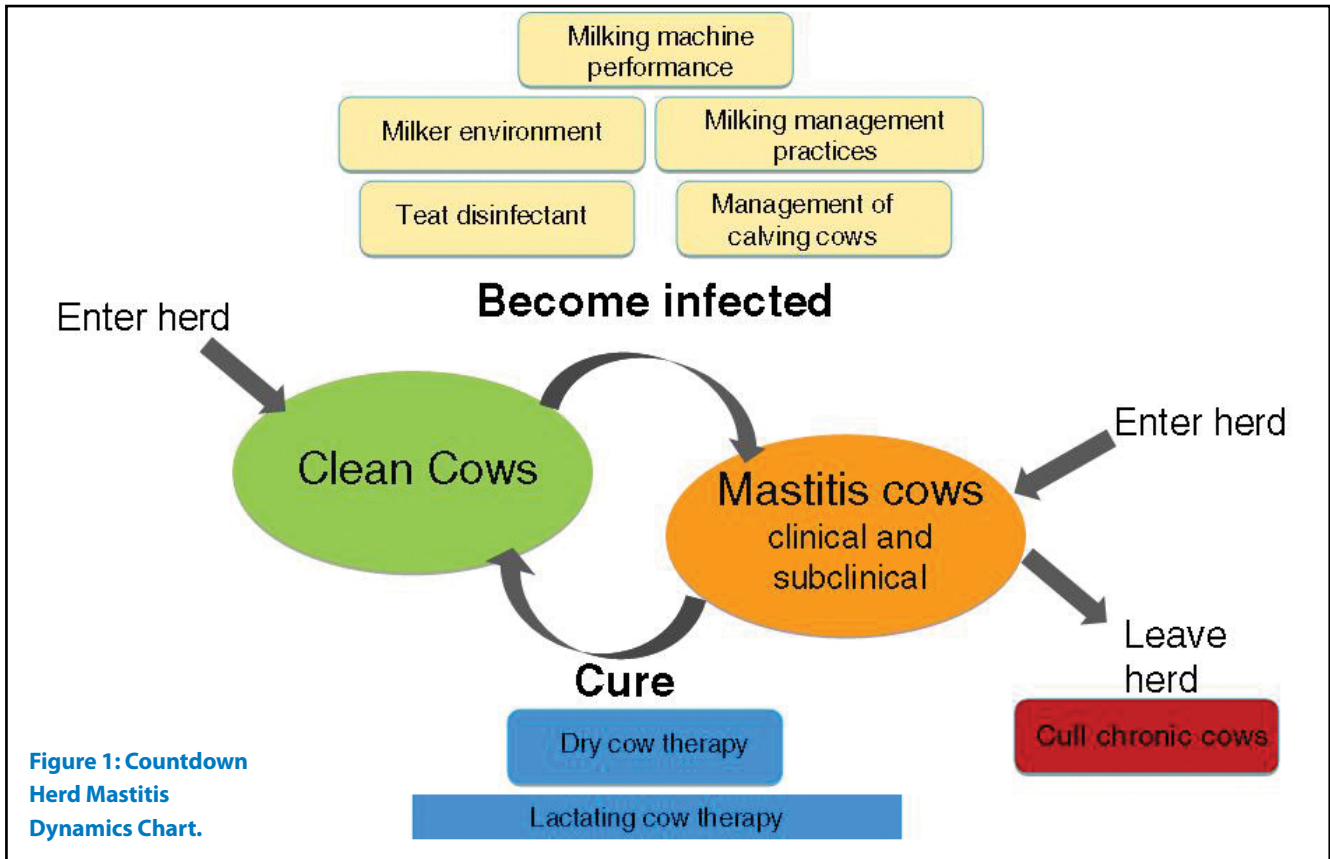 Milking machine
performance
Milker environment
Milking management
practices
Teat disinfectant
Management of
calving cows
Become infected
Enter herd
Clean Cows
Enter herd
Mastitis cows
clinical and
subclinical
Leave
herd
Cull chronic cows
Cure
Dry cow therapy
Lactating cow therapy
Figure 1: Countdown
Herd Mastitis
Dynamics Chart.